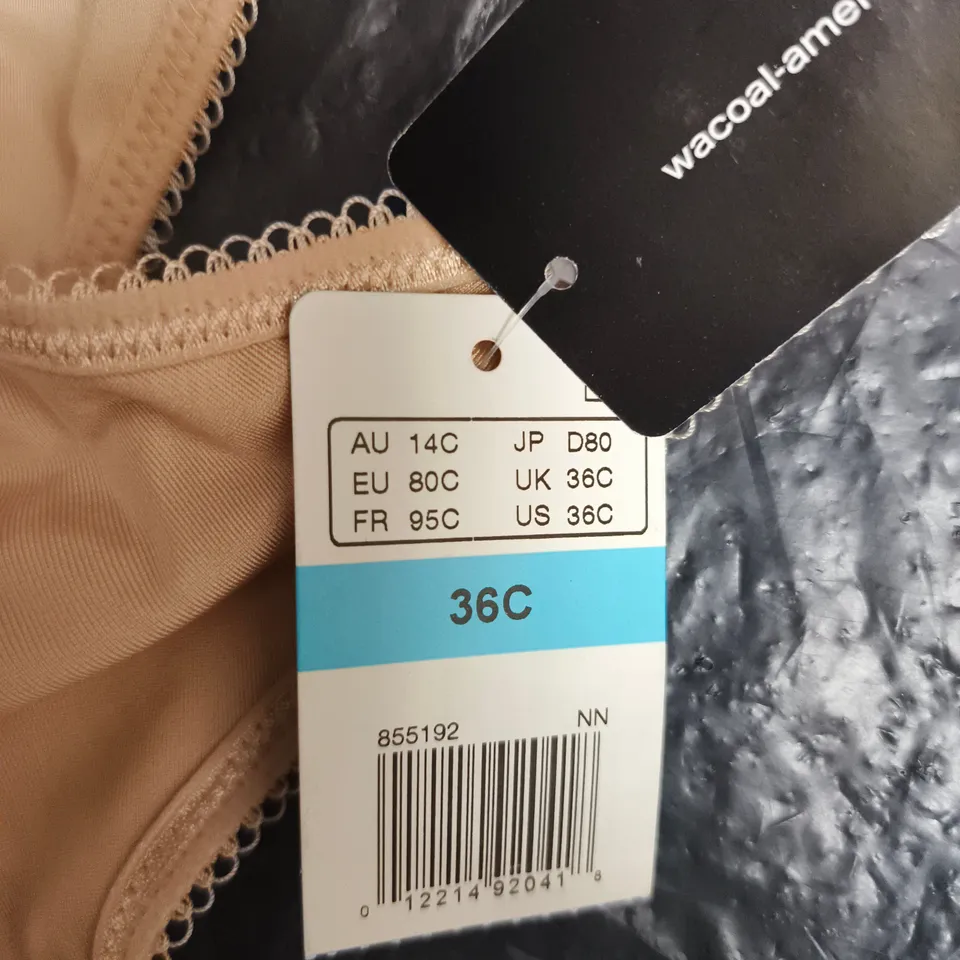 wacoal-amer
AU 14C JP D80
EU 80C UK 36C
FR 95C US 36C
36C
855192 NN
0 12214 92041 8